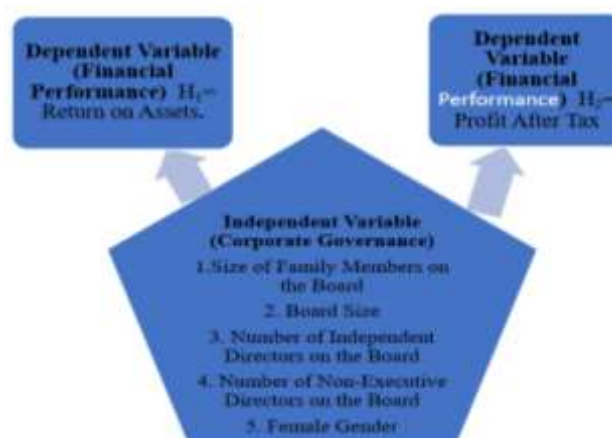 Dependent Variable
(Financial
Performance) H₁=
Return on Assets.
Dependent
Variable
(Financial
Performance) H₂=
Profit After Tax
Independent Variable
(Corporate Governance)
1.Size of Family Members on
the Board
2. Board Size
3. Number of Independent
Directors on the Board
4. Number of Non-Executive
Directors on the Board
5. Female Gender